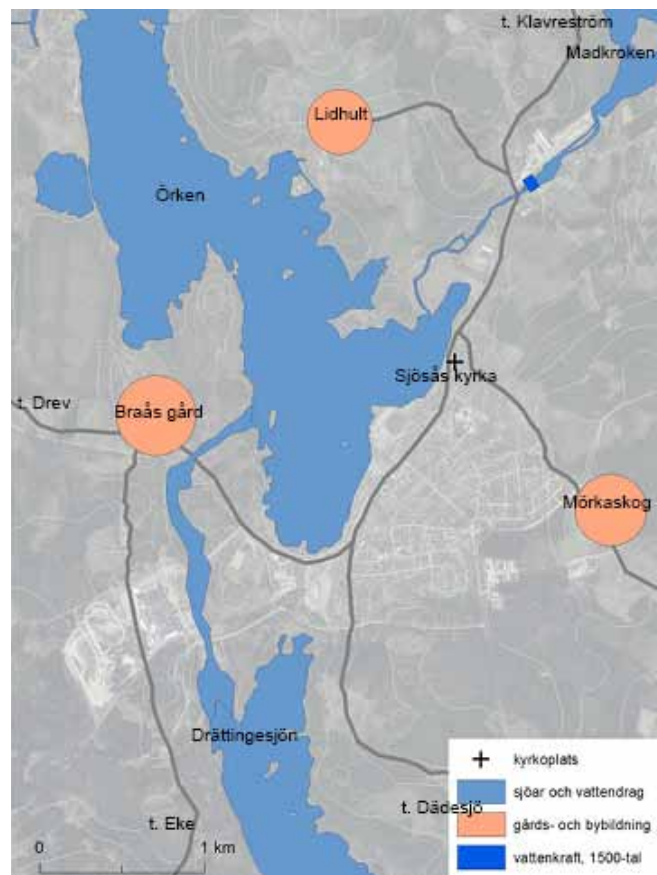 t. Klavreström
Madkroken
Lidhult
Örken
Sjösås kyrka
t. Drev
Braås gård
Mörkaskog
Drättingesjön
t. Dädesjö
t. Eke
0 1 km
kyrkoplats
sjöar och vattendrag
gårds- och bybildning
vattenkraft, 1500-tal